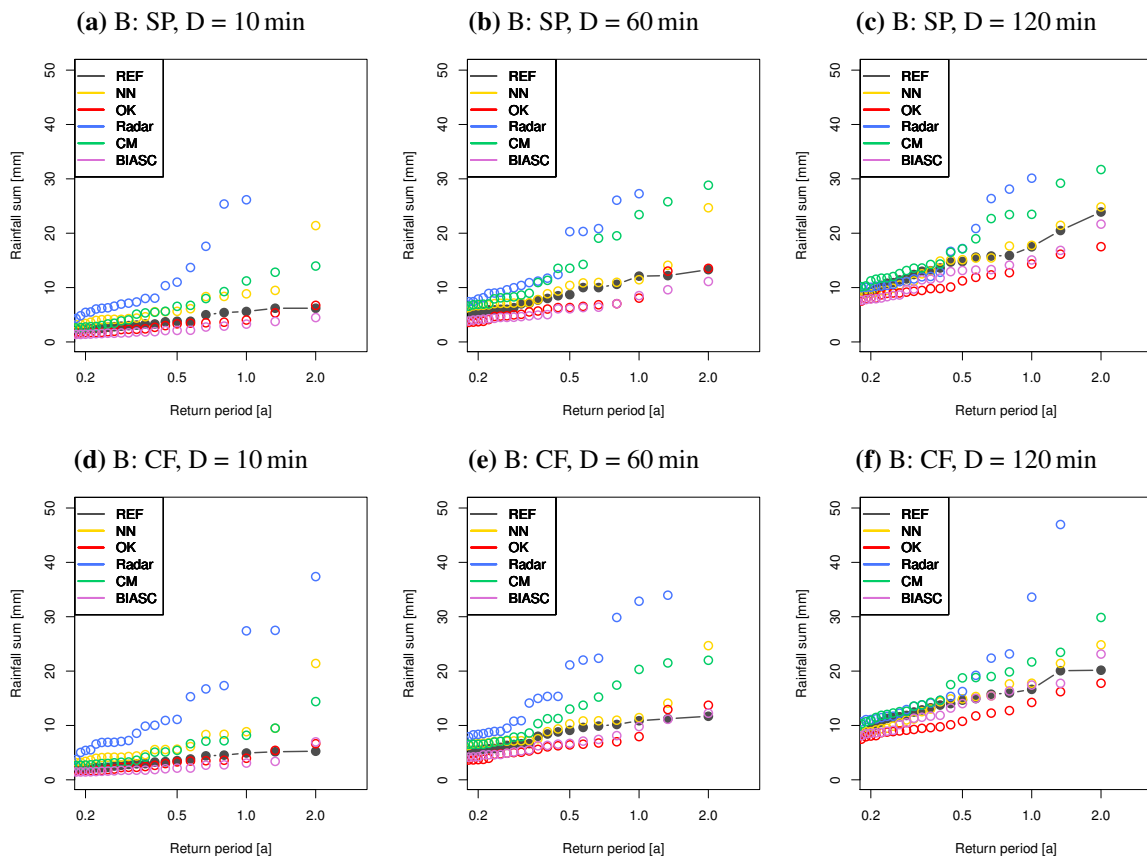 (a) B: SP, D = 10 min
(b) B: SP, D = 60 min
(c) B: SP, D = 120 min
Rainfall sum [mm]
50
40
30
20
10
0
REF
NN
OK
Radar
CM
BIASC
0.2 0.5 1.0 2.0
Return period [a]
Rainfall sum [mm]
50
40
30
20
10
0
REF
NN
OK
Radar
CM
BIASC
0.2 0.5 1.0 2.0
Return period [a]
Rainfall sum [mm]
50
40
30
20
10
0
REF
NN
OK
Radar
CM
BIASC
0.2 0.5 1.0 2.0
Return period [a]
(d) B: CF, D = 10 min
(e) B: CF, D = 60 min
(f) B: CF, D = 120 min
Rainfall sum [mm]
50
40
30
20
10
0
REF
NN
OK
Radar
CM
BIASC
0.2 0.5 1.0 2.0
Return period [a]
Rainfall sum [mm]
50
40
30
20
10
0
REF
NN
OK
Radar
CM
BIASC
0.2 0.5 1.0 2.0
Return period [a]
Rainfall sum [mm]
50
40
30
20
10
0
REF
NN
OK
Radar
CM
BIASC
0.2 0.5 1.0 2.0
Return period [a]